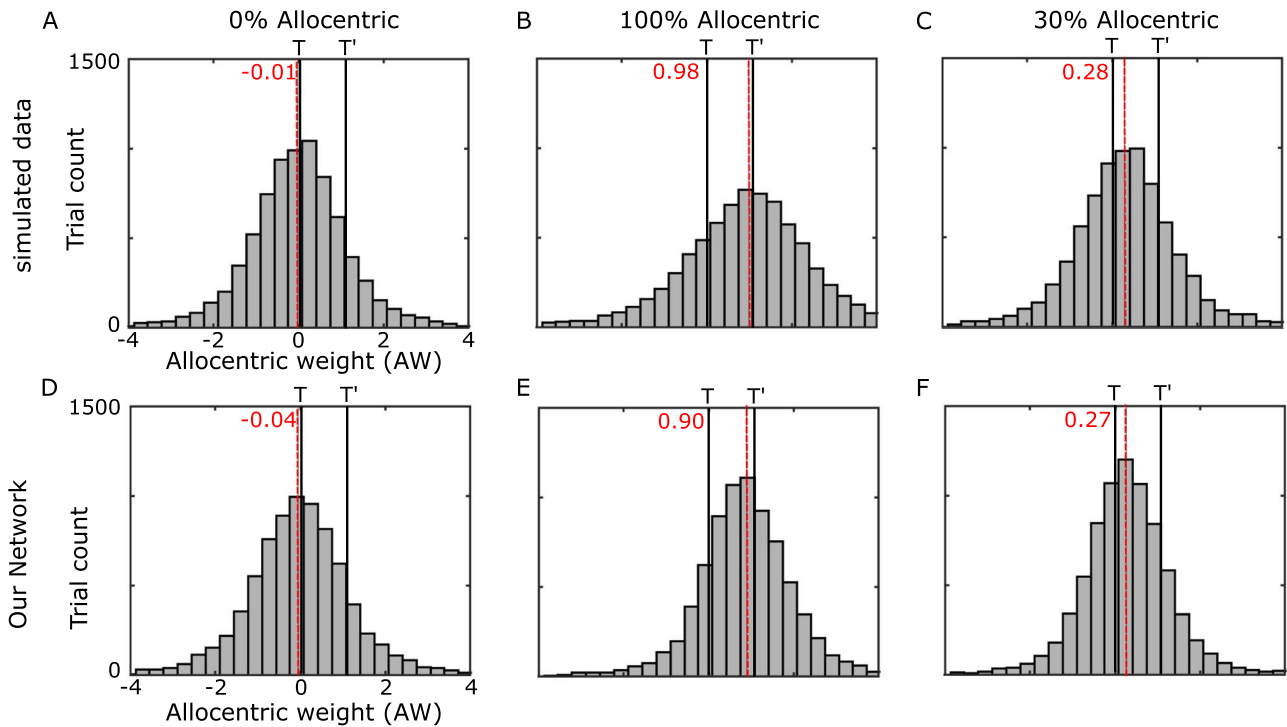 A 0% Allocentric B 100% Allocentric C 30% Allocentric
T T' T T' T T'
1500 -0.01 0.98 0.28
simulated data
Trial count
0
-4 -2 0 2 4
Allocentric weight (AW)
D T T' E T T' F T T'
1500 -0.04 0.90 0.27
Our Network
Trial count
0
-4 -2 0 2 4
Allocentric weight (AW)